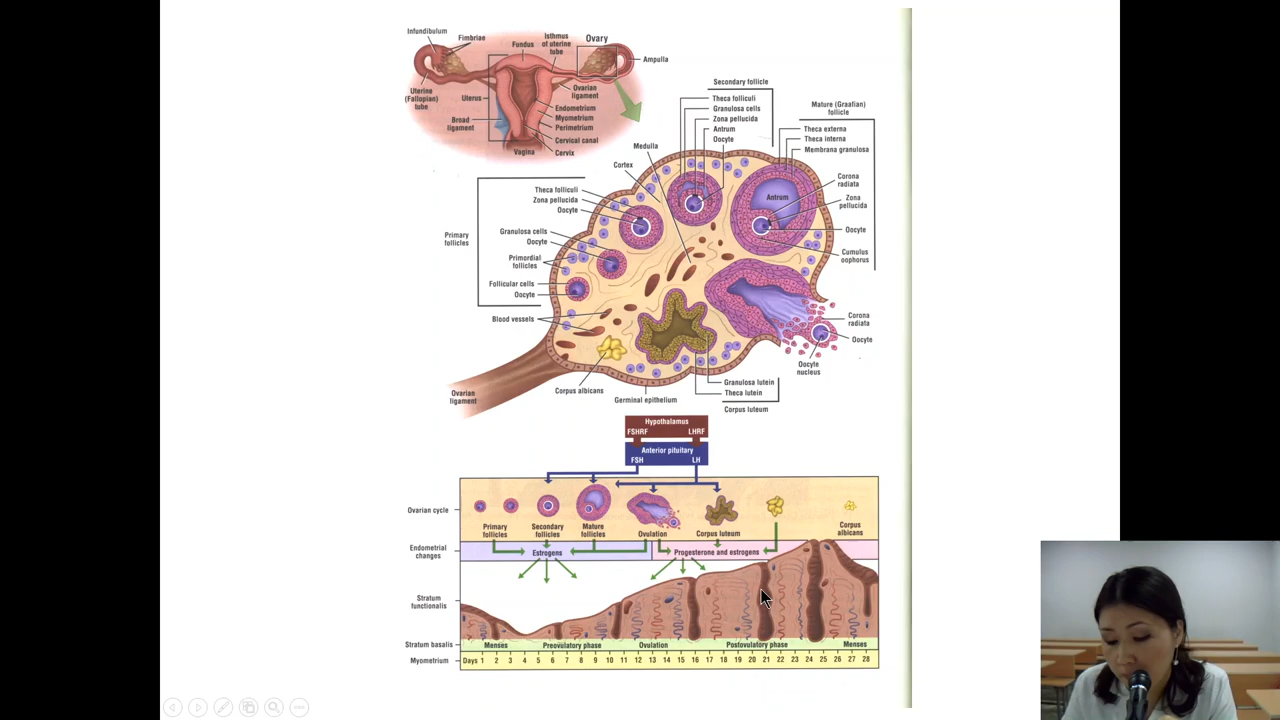 Infundibulum
Fimbriae
Fundus
Isthmus
of uterine
tube
Ovary
Ampulla
Uterine
(Fallopian)
tube
Uterus
Broad
ligament
Ovarian
ligament
Endometrium
Myometrium
Perimetrium
Cervical canal
Vagina
Cervix
Secondary follicle
Theca folliculi
Granulosa cells
Zona pellucida
Antrum
Oocyte
Mature (Graafian)
follicle
Theca externa
Theca interna
Membrana granulosa
Medulla
Cortex
Corona
radiata
Antrum
Zona
pellucida
Oocyte
Cumulus
oophorus
Primary
follicles
Theca folliculi
Zona pellucida
Oocyte
Granulosa cells
Oocyte
Primordial
follicles
Follicular cells
Oocyte
Blood vessels
Corona
radiata
Oocyte
Oocyte
nucleus
Ovarian
ligament
Corpus albicans
Germinal epithelium
Granulosa lutein
Theca lutein
Corpus luteum
Hypothalamus
FSHRF LHRF
Anterior pituitary
FSH LH
Ovarian cycle
Primary
follicles
Secondary
follicles
Mature
follicles
Ovulation
Corpus luteum
Corpus
albicans
Endometrial
changes
Estrogens
Progesterone and estrogens
Stratum
functionalis
Stratum basalis
Menses
Preovulatory phase
Ovulation
Postovulatory phase
Menses
Myometrium
Days 1 2 3 4 5 6 7 8 9 10 11 12 13 14 15 16 17 18 19 20 21 22 23 24 25 26 27 28